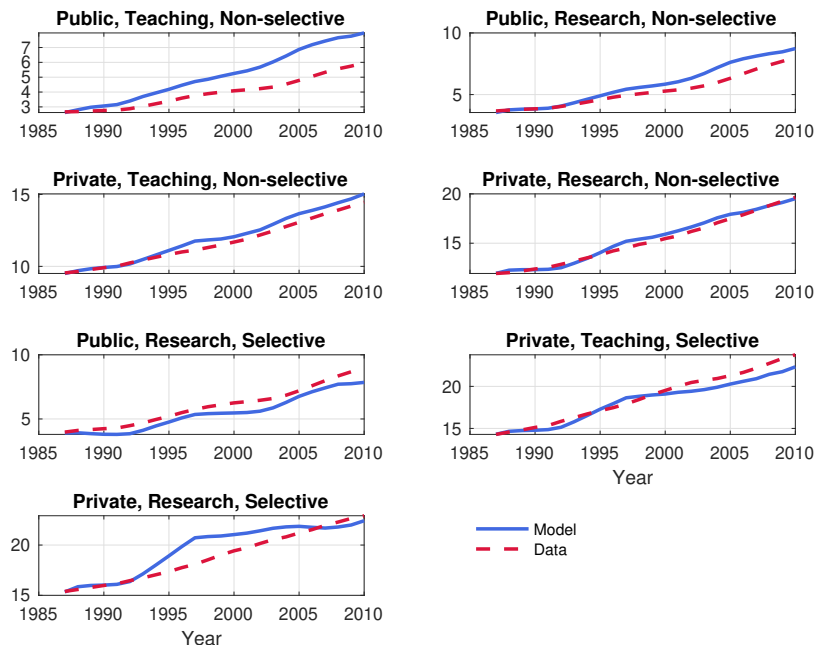 Public, Teaching, Non-selective
7
6
5
4
3
1985 1990 1995 2000 2005 2010
Public, Research, Non-selective
10
5
1985 1990 1995 2000 2005 2010
Private, Teaching, Non-selective
15
10
1985 1990 1995 2000 2005 2010
Private, Research, Non-selective
20
15
1985 1990 1995 2000 2005 2010
Public, Research, Selective
10
5
1985 1990 1995 2000 2005 2010
Private, Teaching, Selective
20
15
1985 1990 1995 2000 2005 2010
Year
Private, Research, Selective
20
15
1985 1990 1995 2000 2005 2010
Year
Model
Data